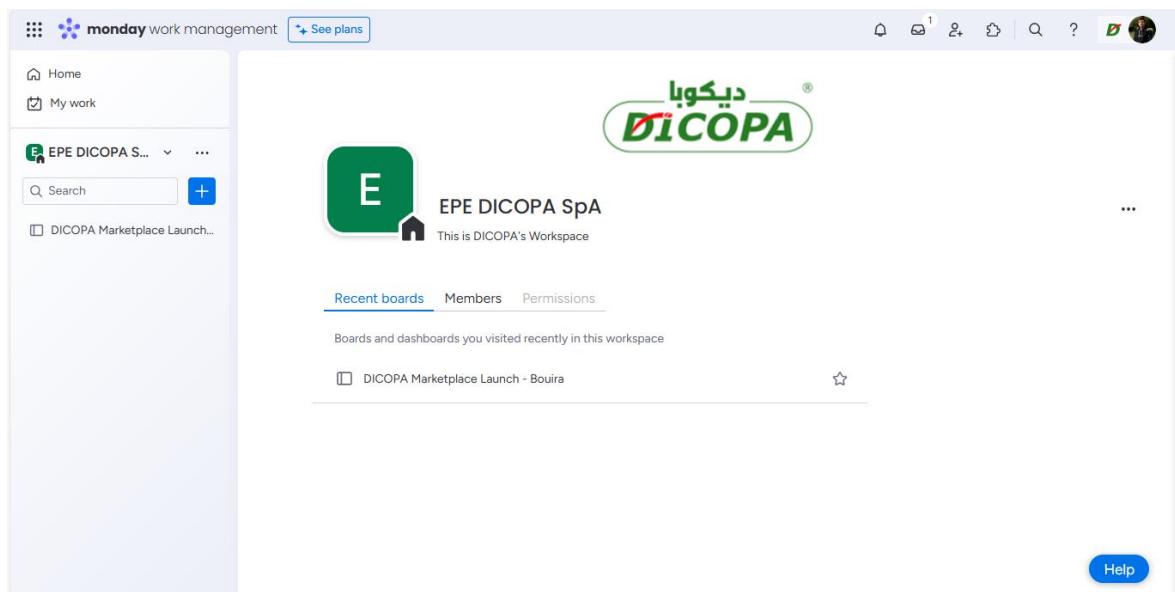 monday work management
See plans
1
?
Home
My work
E EPE DICOPA S...
Search
DICOPA Marketplace Launch...
ديكوبا ®
DiCOPA
E
EPE DICOPA SpA
This is DICOPA's Workspace
Recent boards Members Permissions
Boards and dashboards you visited recently in this workspace
DICOPA Marketplace Launch - Bouira
Help